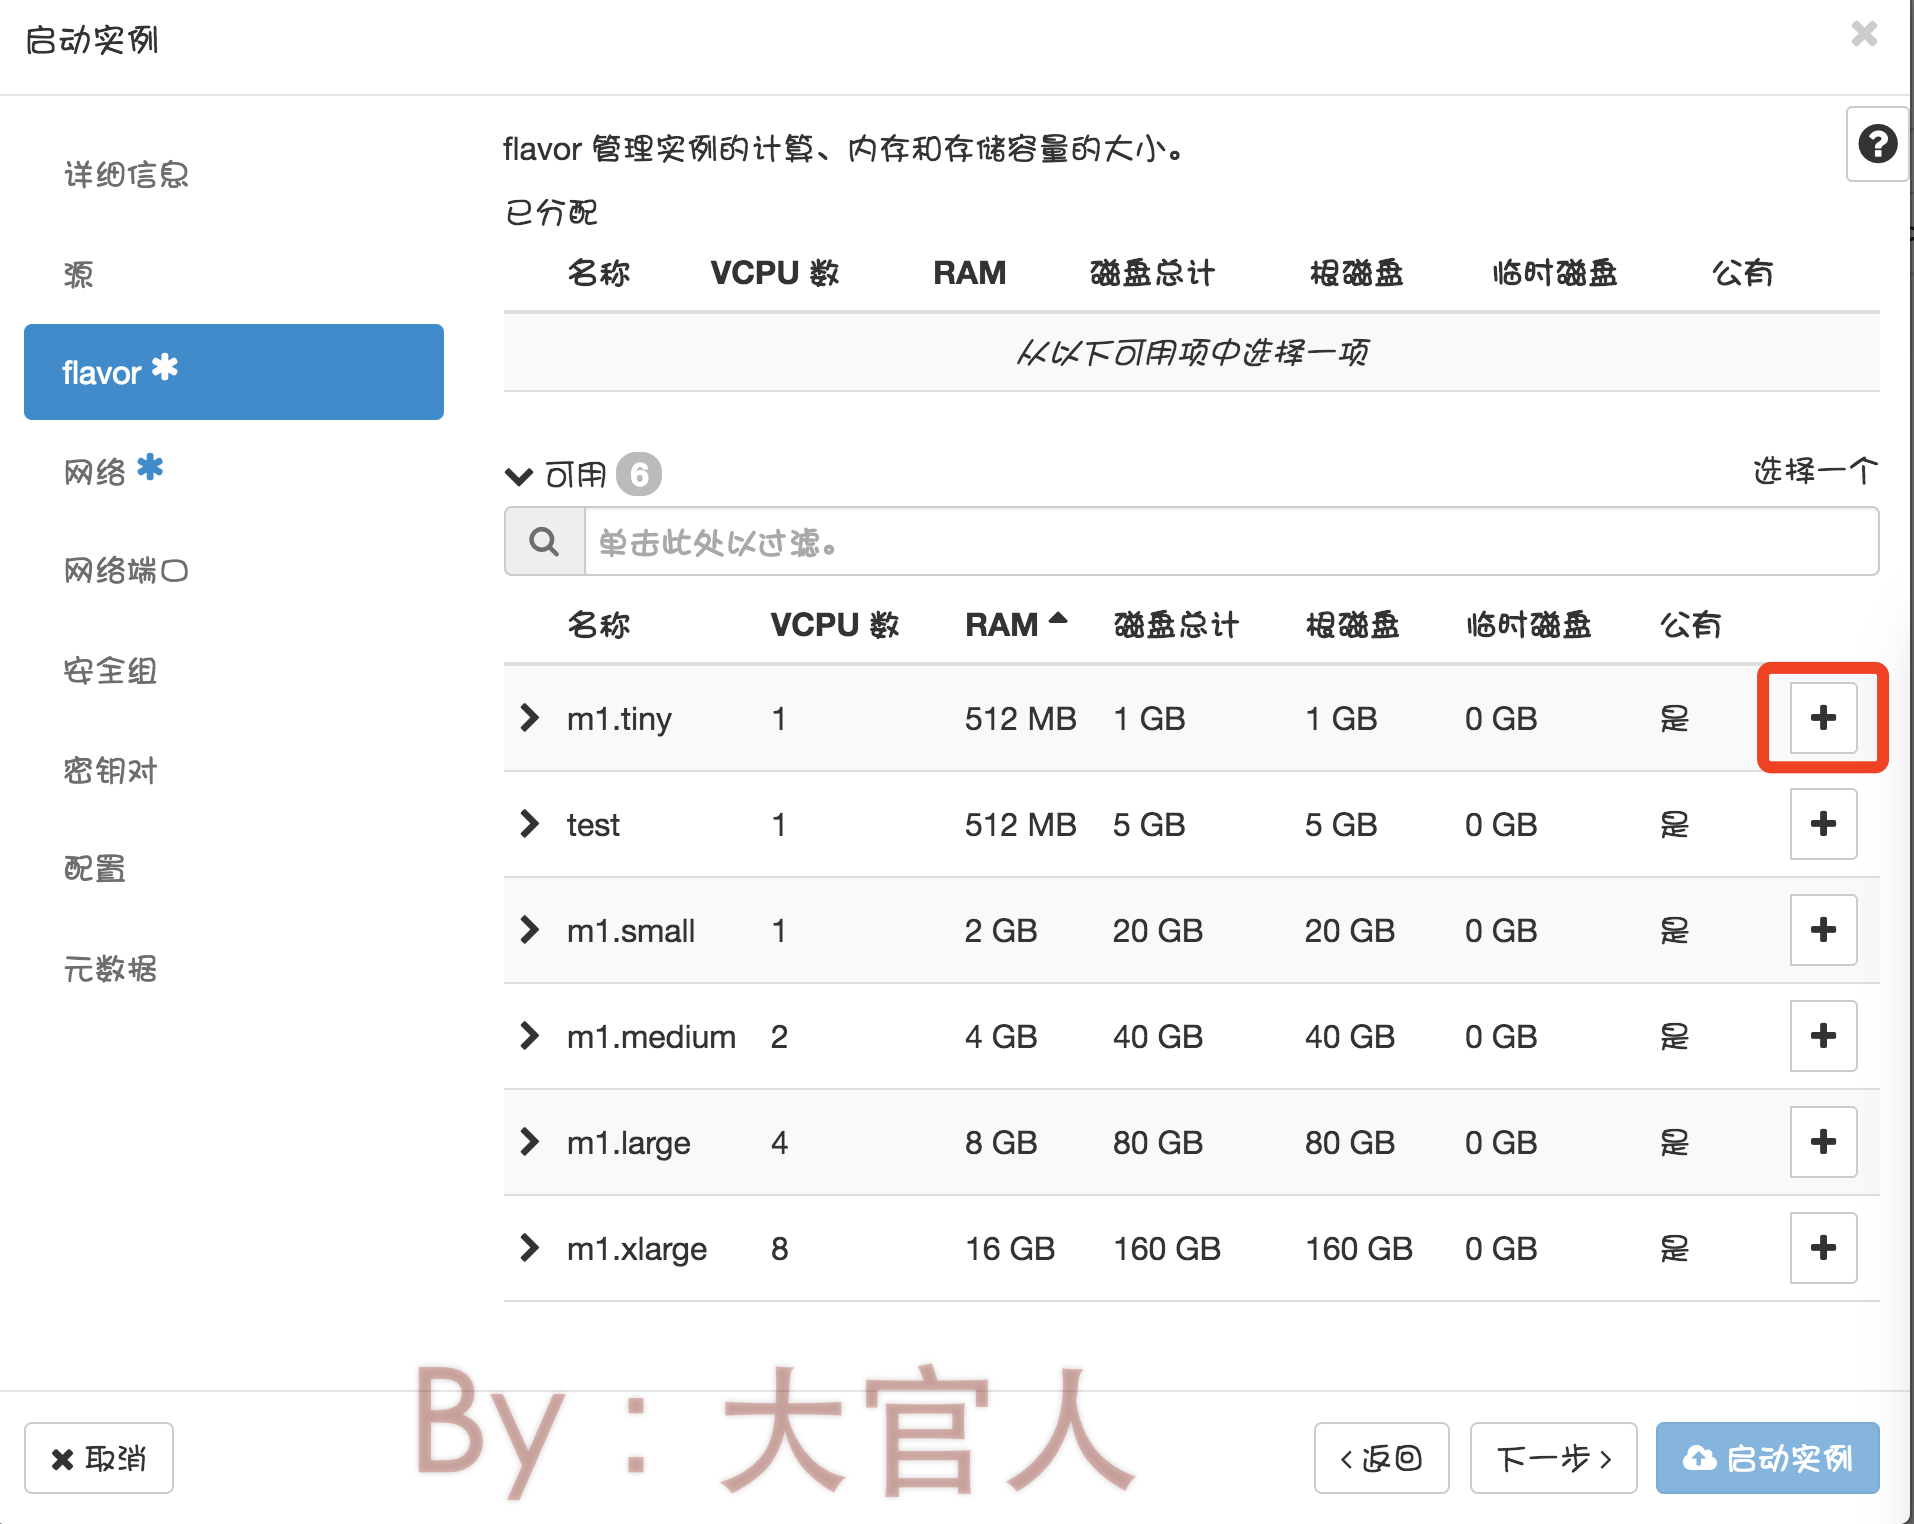 启动实例
详细信息
源
flavor
网络
网络端口
安全组
密钥对
配置
元数据
flavor 管理实例的计算、内存和存储容量的大小。
已分配
名称 VCPU 数 RAM 磁盘总计 根磁盘 临时磁盘 公有
从以下可用项中选择一项
可用 6 选择一个
单击此处以过滤。
名称 VCPU 数 RAM 磁盘总计 根磁盘 临时磁盘 公有
m1.tiny 1 512 MB 1 GB 1 GB 0 GB 是
test 1 512 MB 5 GB 5 GB 0 GB 是
m1.small 1 2 GB 20 GB 20 GB 0 GB 是
m1.medium 2 4 GB 40 GB 40 GB 0 GB 是
m1.large 4 8 GB 80 GB 80 GB 0 GB 是
m1.xlarge 8 16 GB 160 GB 160 GB 0 GB 是
By：大官人
取消 ‹返回 下一步› 启动实例